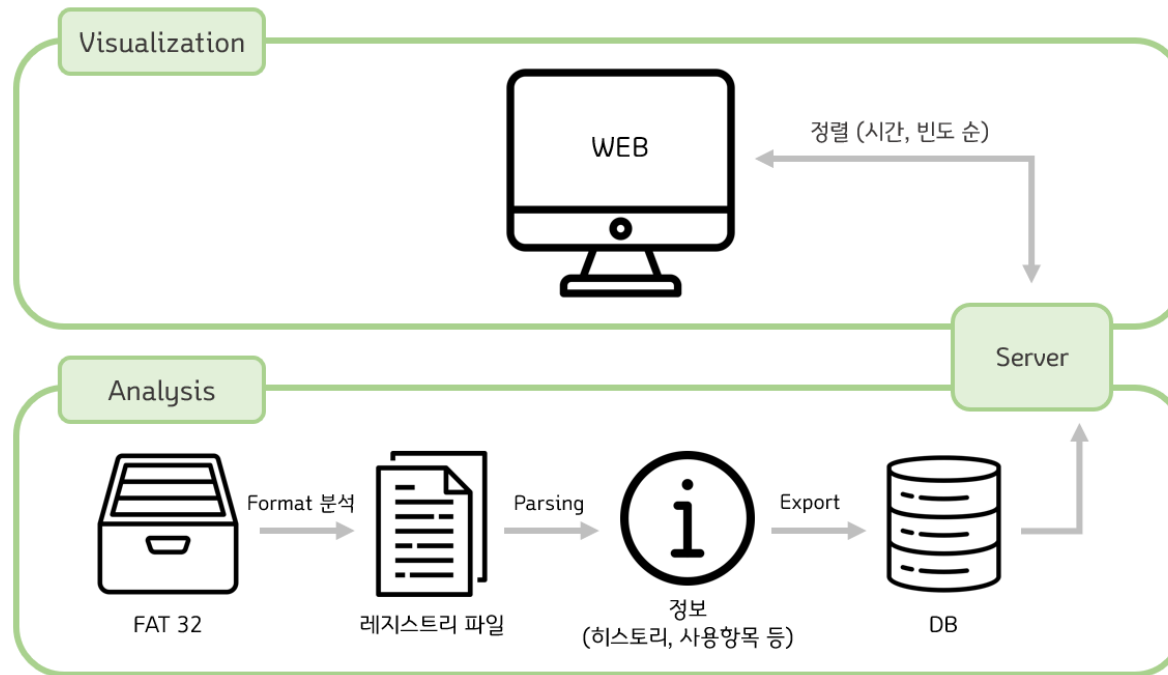 Visualization
WEB
정렬 (시간, 빈도 순)
Server
Analysis
Format 분석
Parsing
Export
FAT 32
레지스트리 파일
정보
(히스토리, 사용항목 등)
DB